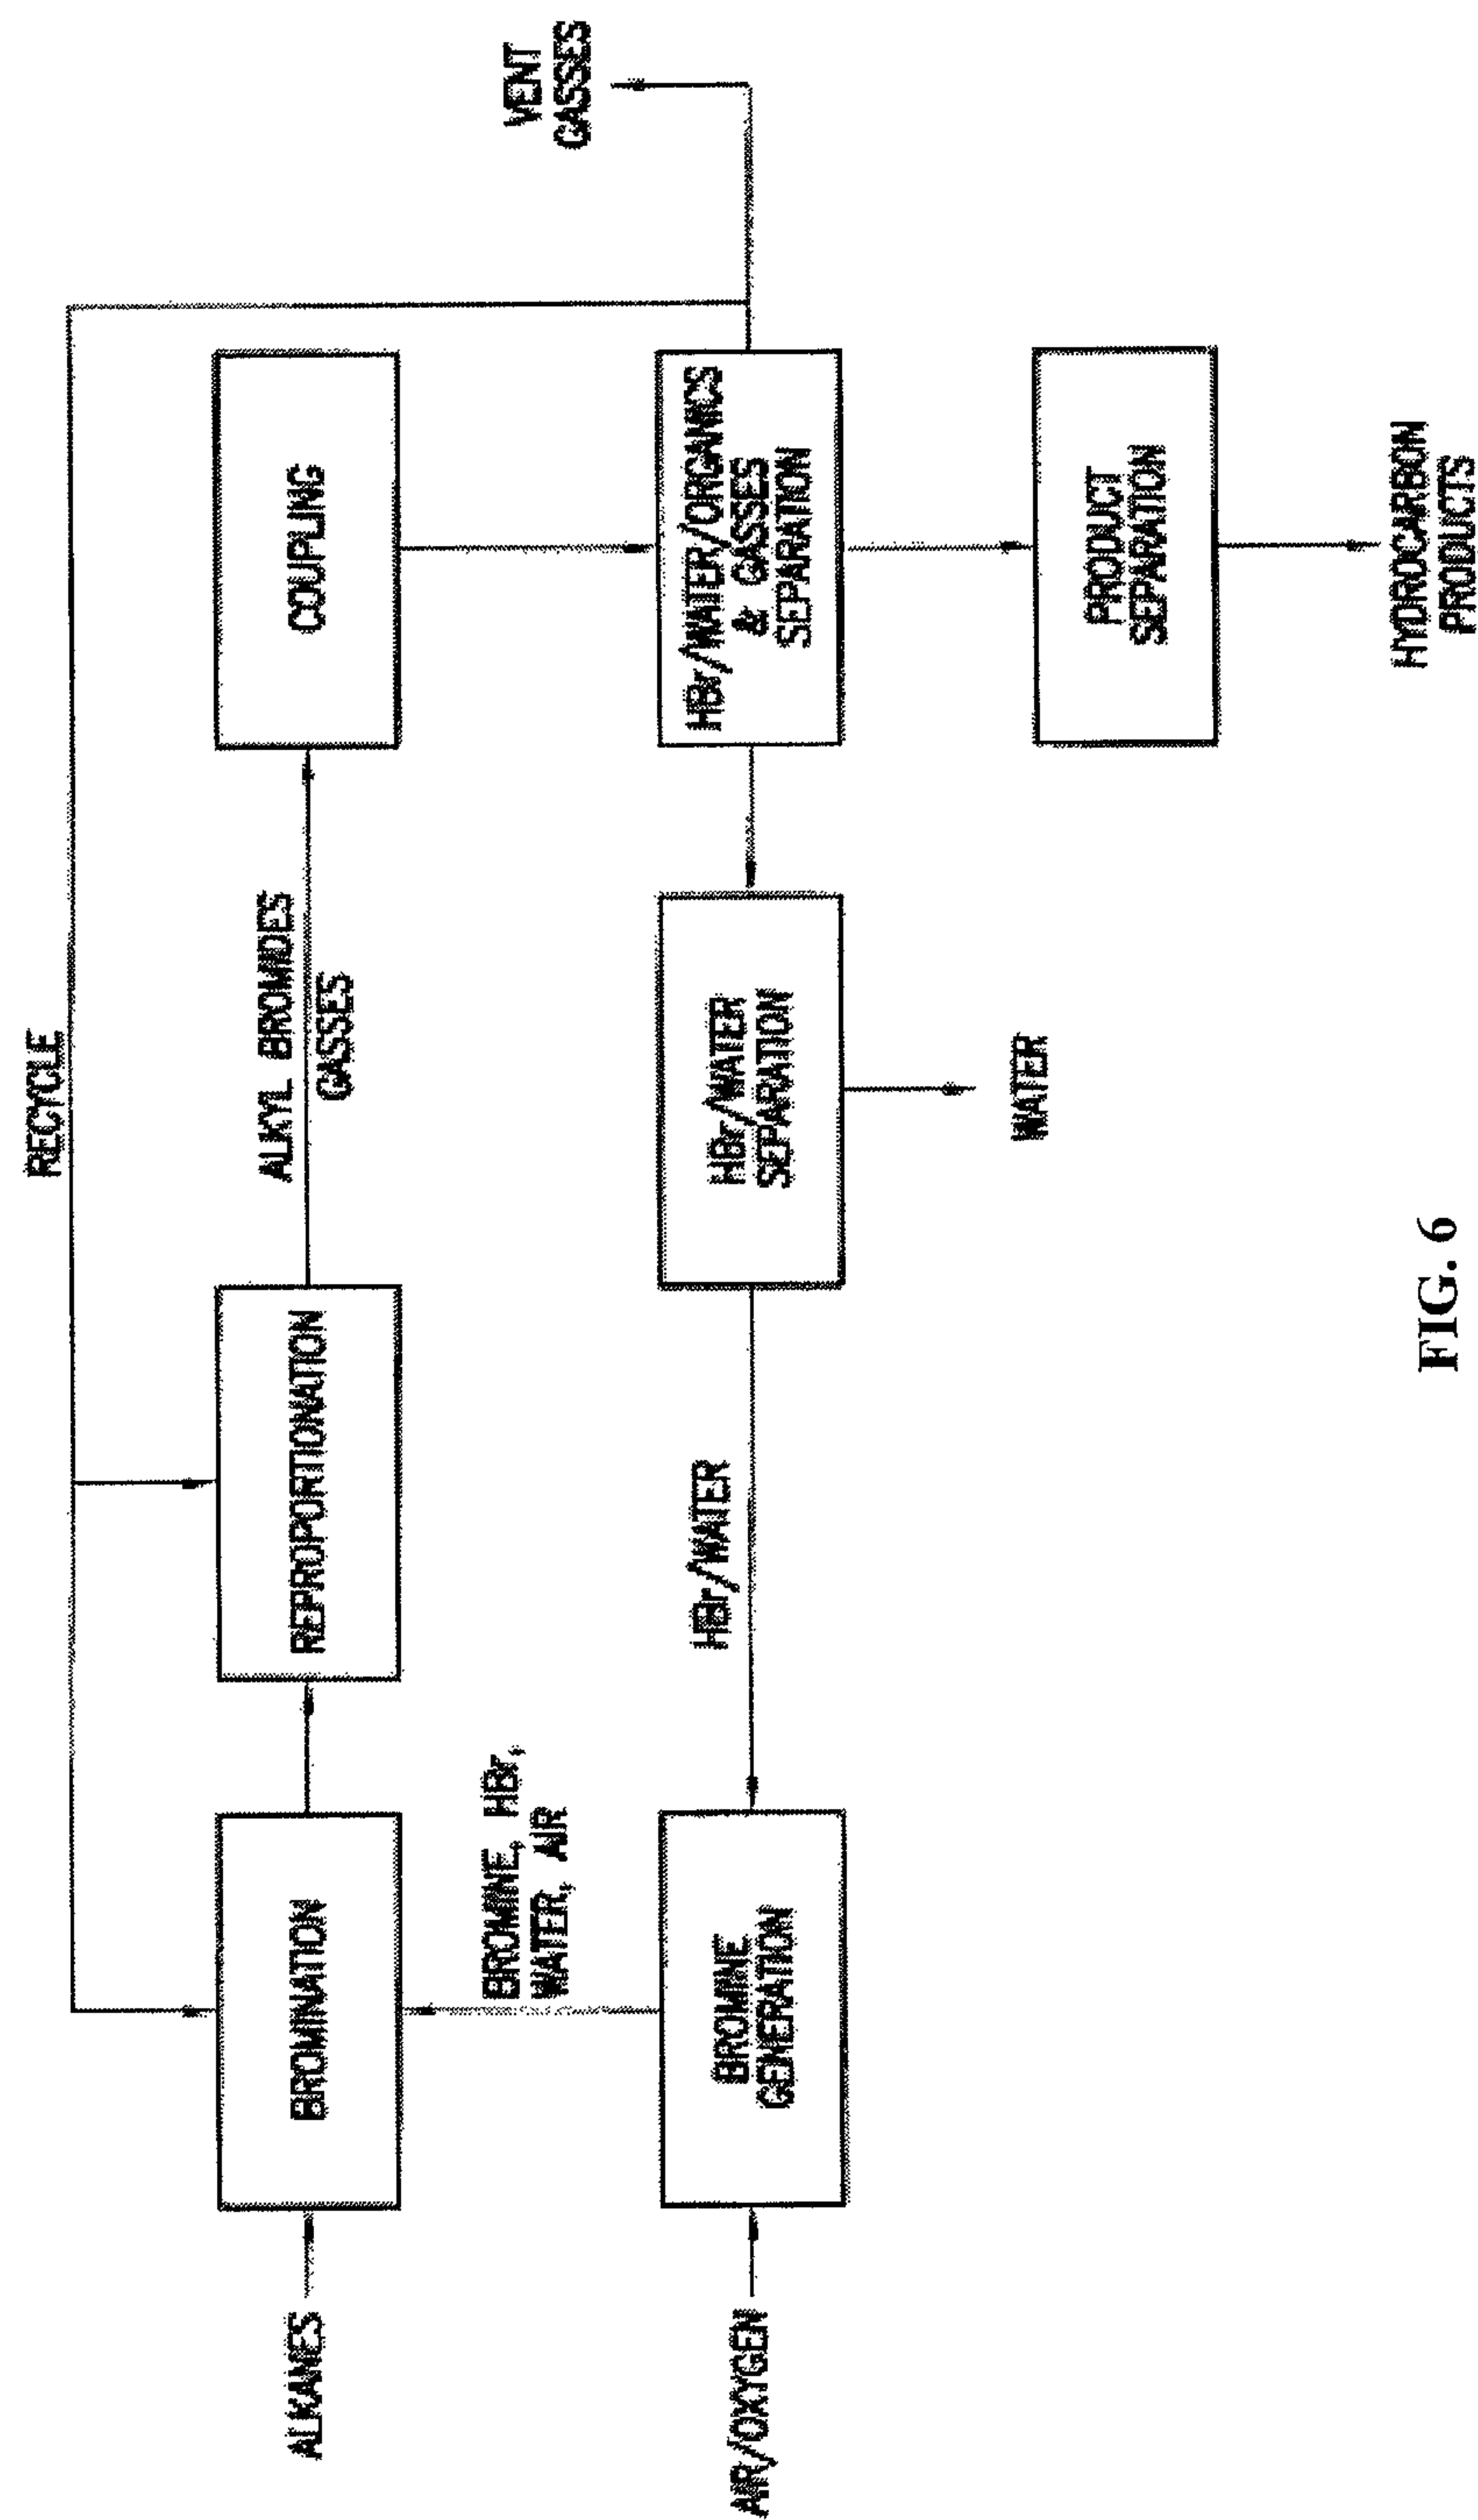 RECYCLE
VENT
GASSES
ALKANES
BROMINATION
REPROPORTIONATION
ALKYL BROMIDES
GASSES
COUPLING
BROMINE, HBr,
WATER, AIR
AIR/OXYGEN
BROMINE
GENERATION
HBr/WATER
HBr/WATER
SEPARATION
HBr/WATER/ORGANICS
& GASSES
SEPARATION
WATER
PRODUCT
SEPARATION
HYDROCARBON
PRODUCTS
FIG. 6